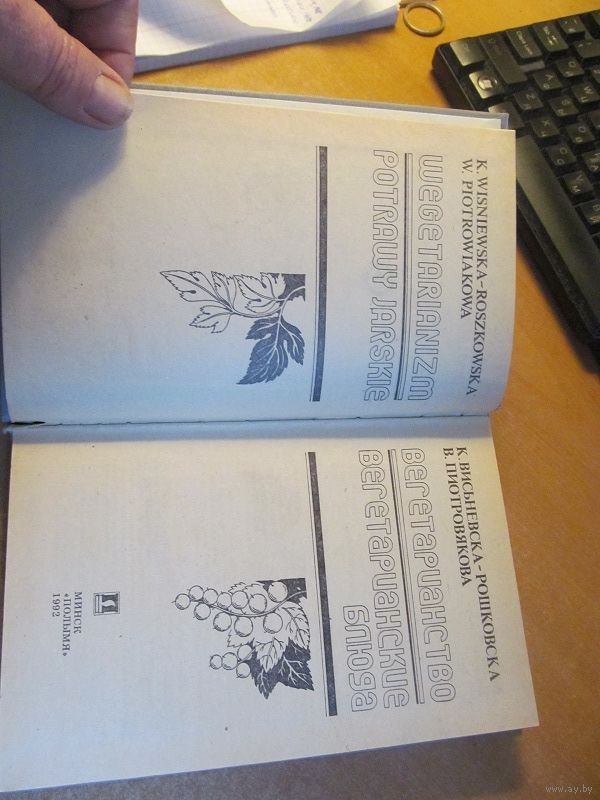 K. WISNIEWSKA-ROSZKOWSKA
W. PIOTROWIAKOWA
WEGETARIANIZM
POTRAWY JARSKIE
К. ВИСЬНЕВСКА-РОШКОВСКА
В. ПИОТРОВЯКОВА
ВЕГЕТАРИАНСТВО
ВЕГЕТАРИАНСКИЕ
БЛЮДА
МИНСК
«ПОЛЫМЯ»
1992
www.ay.by